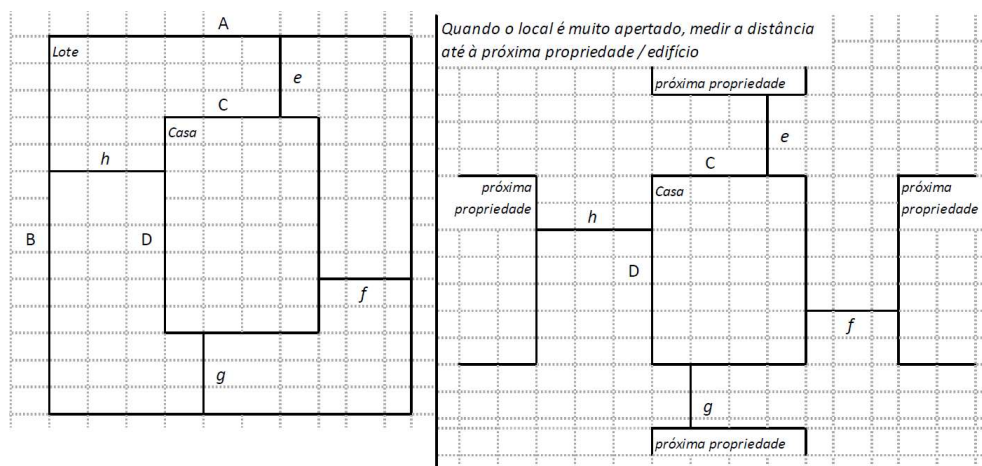 A
Lote
e
C
Casa
h
B
D
f
g
Quando o local é muito apertado, medir a distância
até à próxima propriedade / edifício
próxima propriedade
e
C
próxima
propriedade
Casa
próxima
propriedade
h
D
f
g
próxima propriedade